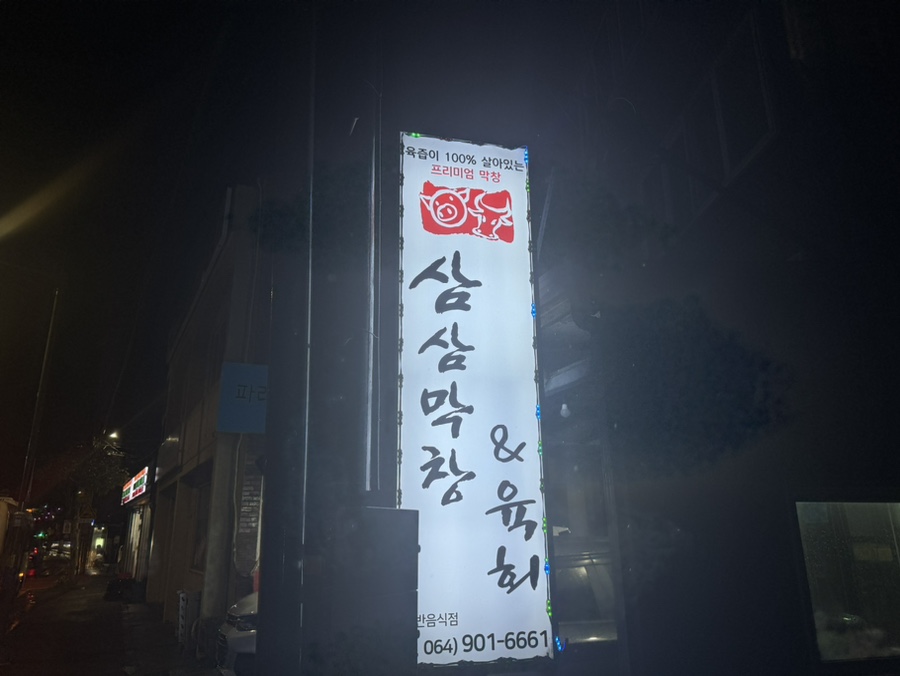 육즙이 100% 살아있는
프리미엄 막창
삼삼막창
&육회
반음식점
064) 901-6661